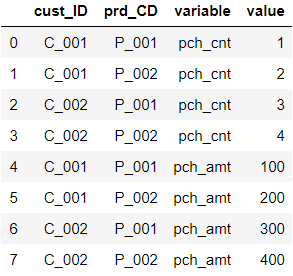 cust_ID prd_CD variable value
0 C_001 P_001 pch_cnt 1
1 C_001 P_002 pch_cnt 2
2 C_002 P_001 pch_cnt 3
3 C_002 P_002 pch_cnt 4
4 C_001 P_001 pch_amt 100
5 C_001 P_002 pch_amt 200
6 C_002 P_001 pch_amt 300
7 C_002 P_002 pch_amt 400